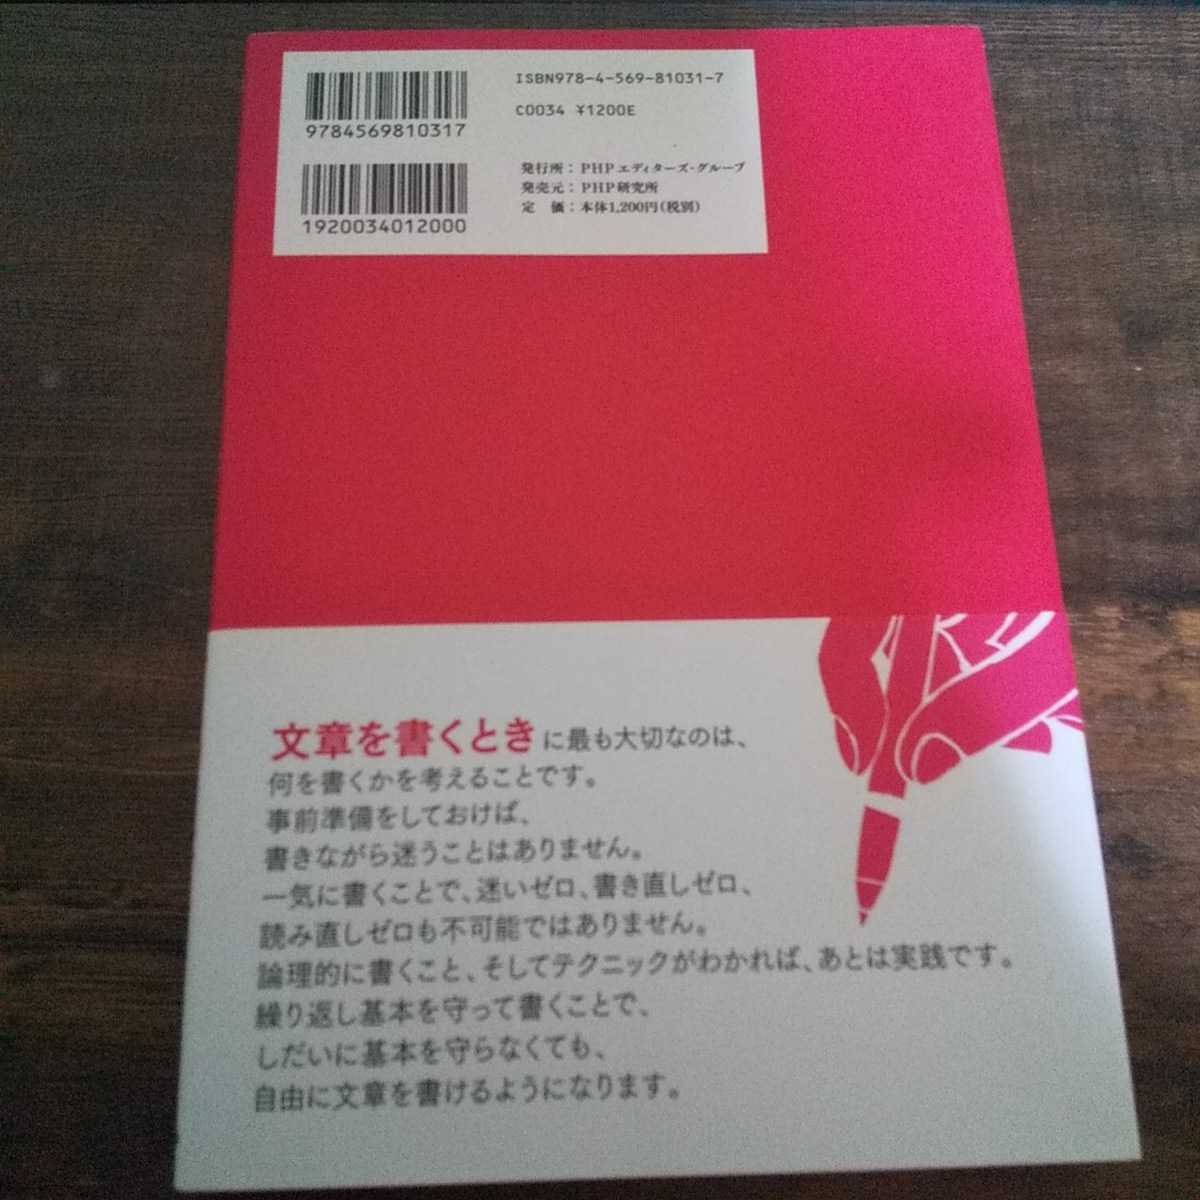 ISBN978-4-569-81031-7
C0034 ¥1200E
9784569810317
1920034012000
発行所：PHPエディターズ・グループ
発売元：PHP研究所
定　価：本体1,200円(税別)
文章を書くときに最も大切なのは、
何を書くかを考えることです。
事前準備をしておけば、
書きながら迷うことはありません。
一気に書くことで、迷いゼロ、書き直しゼロ、
読み直しゼロも不可能ではありません。
論理的に書くこと、そしてテクニックがわかれば、あとは実践です。
繰り返し基本を守って書くことで、
しだいに基本を守らなくても、
自由に文章を書けるようになります。